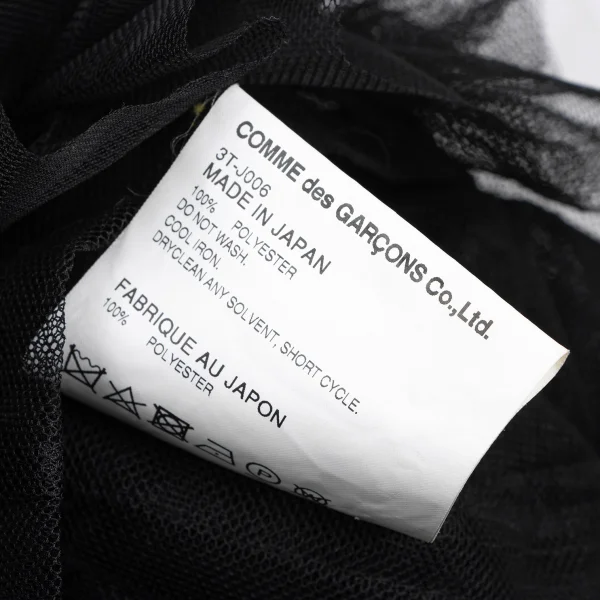 COMME des GARÇONS Co.,Ltd.
3T-J006
MADE IN JAPAN
100% POLYESTER
DO NOT WASH.
COOL IRON.
DRYCLEAN ANY SOLVENT, SHORT CYCLE.
FABRIQUE AU JAPON
100% POLYESTER
P
W